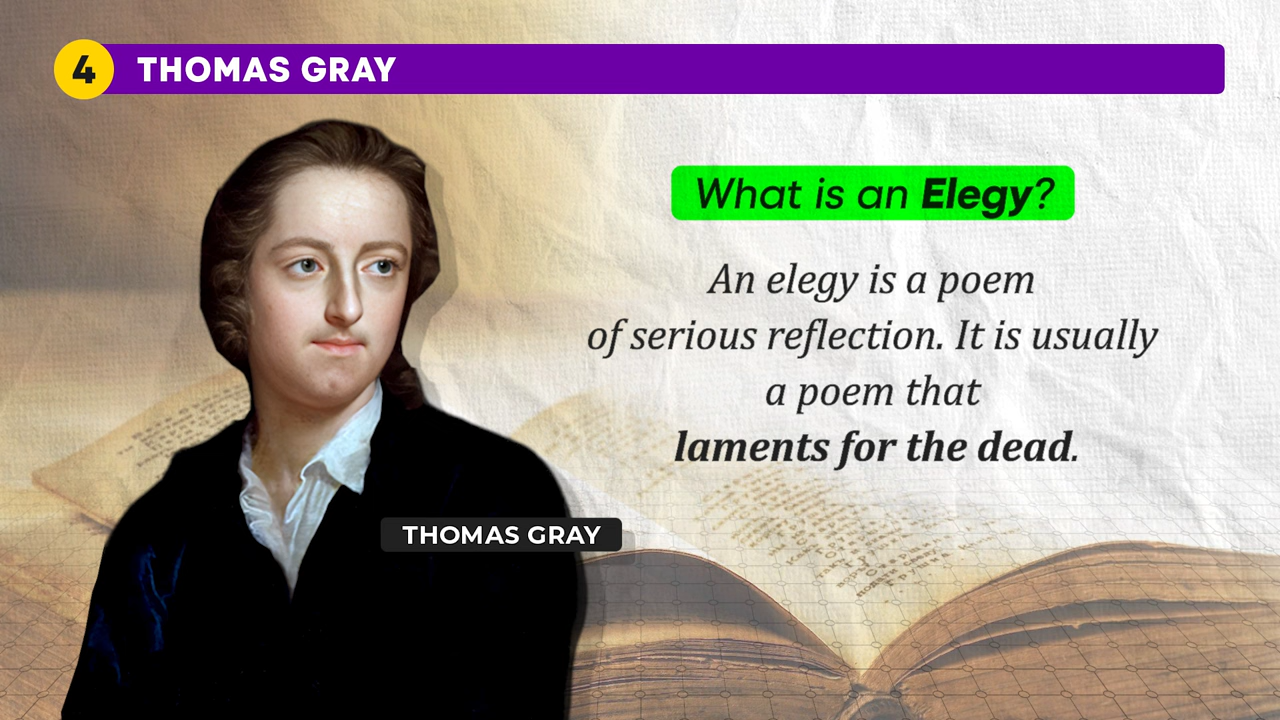 4 THOMAS GRAY
What is an Elegy?
An elegy is a poem
of serious reflection. It is usually
a poem that
laments for the dead.
THOMAS GRAY